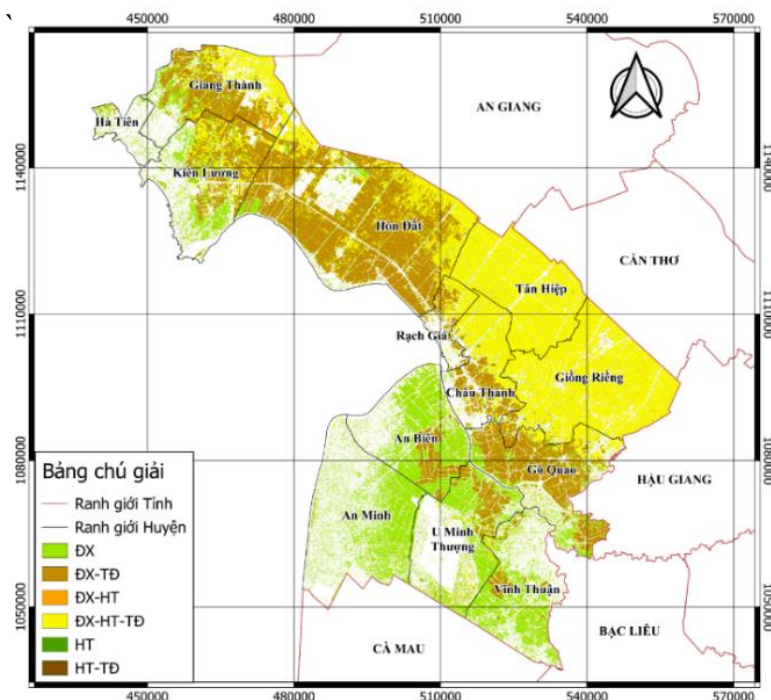 450000 480000 510000 540000 570000
Giang Thành
AN GIANG
Hà Tiên
1140000 1140000
Kiên Lương
Hòn Đất
CẦN THƠ
Tân Hiệp
1110000 1110000
Rạch Giá
Giồng Riềng
Châu Thành
An Biên
1080000 1080000
Gò Quao
HẬU GIANG
Bảng chú giải
Ranh giới Tỉnh
Ranh giới Huyện
ĐX
ĐX-TĐ
ĐX-HT
ĐX-HT-TĐ
HT
HT-TĐ
An Minh
U Minh
Thượng
Vĩnh Thuận
1050000 1050000
BẠC LIÊU
CÀ MAU
450000 480000 510000 540000 570000